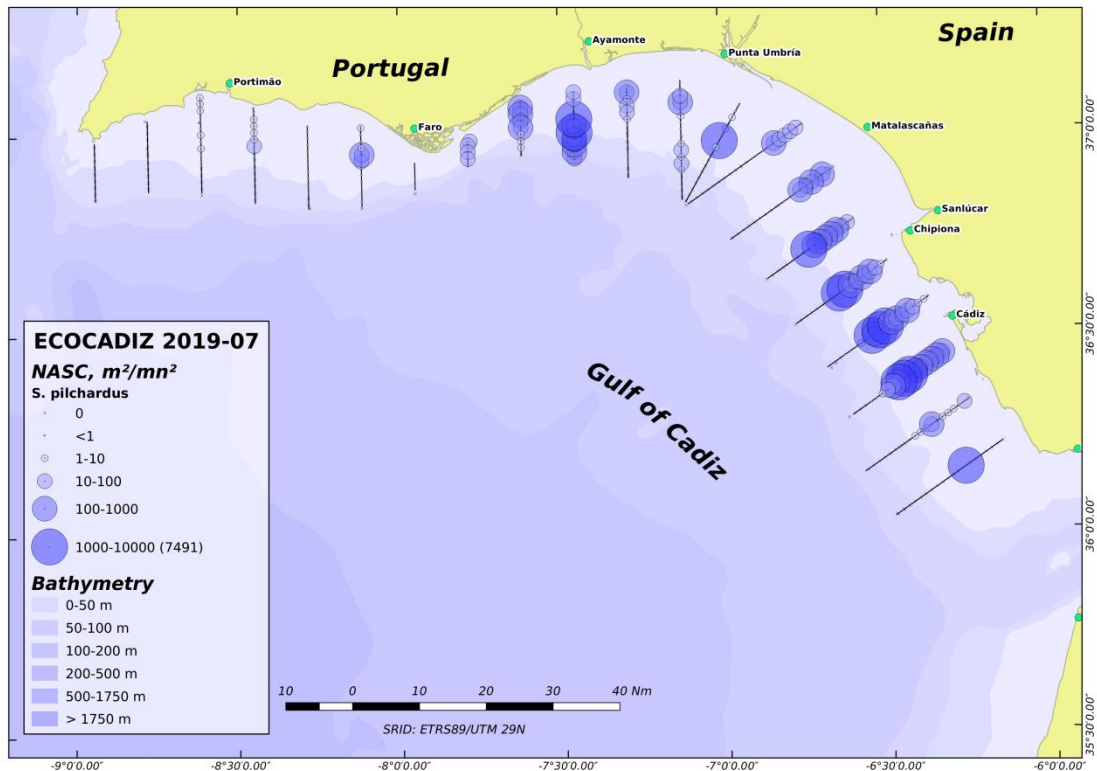 Spain
Ayamonte
Punta Umbría
Portugal
Portimão
Faro
Matalascañas
37°0'0.00"
Sanlúcar
Chipiona
Cádiz
36°30'0.00"
Gulf of Cadiz
36°0'0.00"
35°30'0.00"
ECOCADIZ 2019-07
NASC, m²/mn²
S. pilchardus
0
<1
1-10
10-100
100-1000
1000-10000 (7491)
Bathymetry
0-50 m
50-100 m
100-200 m
200-500 m
500-1750 m
> 1750 m
10 0 10 20 30 40 Nm
SRID: ETRS89/UTM 29N
-9°0'0.00" -8°30'0.00" -8°0'0.00" -7°30'0.00" -7°0'0.00" -6°30'0.00" -6°0'0.00"